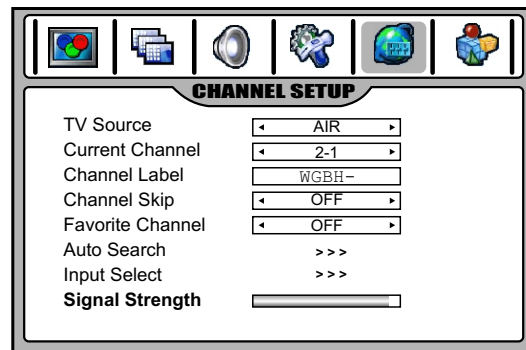 CHANNEL SETUP
TV Source AIR
Current Channel 2-1
Channel Label WGBH-
Channel Skip OFF
Favorite Channel OFF
Auto Search >>>
Input Select >>>
Signal Strength